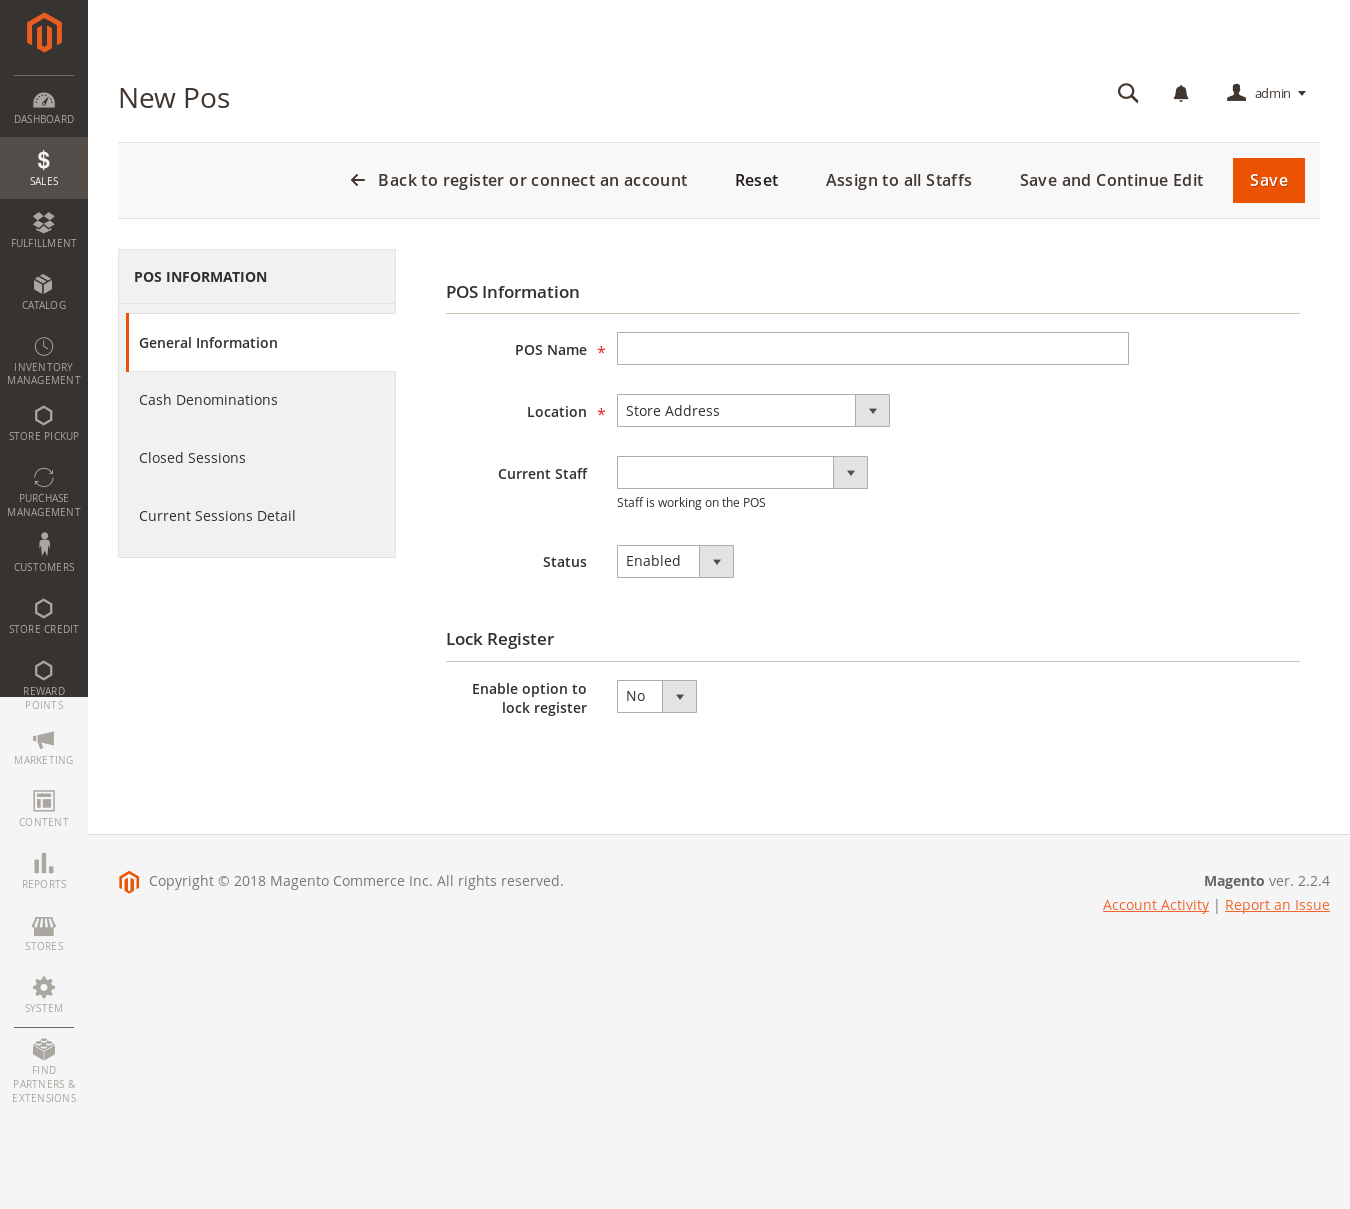 New Pos
admin
Back to register or connect an account
Reset
Assign to all Staffs
Save and Continue Edit
Save
DASHBOARD
SALES
FULFILLMENT
CATALOG
INVENTORY
MANAGEMENT
STORE PICKUP
PURCHASE
MANAGEMENT
CUSTOMERS
STORE CREDIT
REWARD
POINTS
MARKETING
CONTENT
REPORTS
STORES
SYSTEM
FIND
PARTNERS &
EXTENSIONS
POS INFORMATION
General Information
Cash Denominations
Closed Sessions
Current Sessions Detail
POS Information
POS Name *
Location * Store Address
Current Staff
Staff is working on the POS
Status Enabled
Lock Register
Enable option to
lock register
No
Copyright © 2018 Magento Commerce Inc. All rights reserved.
Magento ver. 2.2.4
Account Activity | Report an Issue